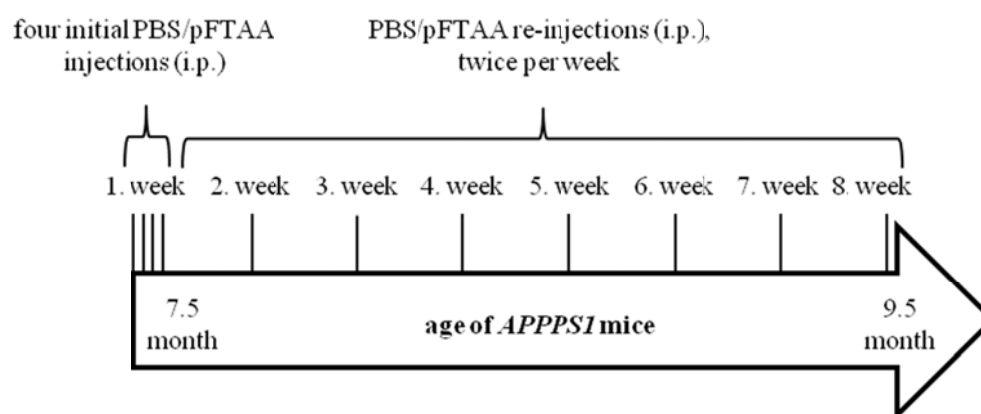 four initial PBS/pFTAA
injections (i.p.)
PBS/pFTAA re-injections (i.p.),
twice per week
1. week 2. week 3. week 4. week 5. week 6. week 7. week 8. week
7.5
month
age of APPPS1 mice
9.5
month